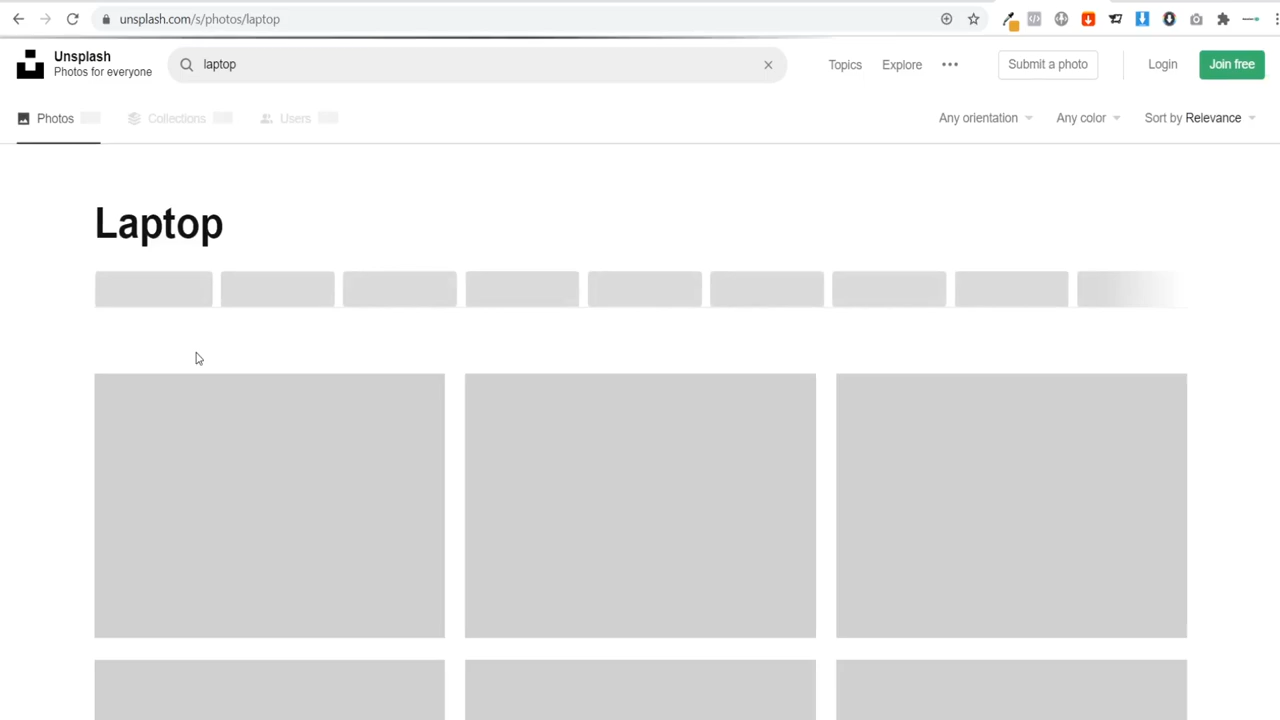 unsplash.com/s/photos/laptop
Unsplash
Photos for everyone
laptop
Topics
Explore
Submit a photo
Login
Join free
Photos
Collections
Users
Any orientation
Any color
Sort by Relevance
Laptop